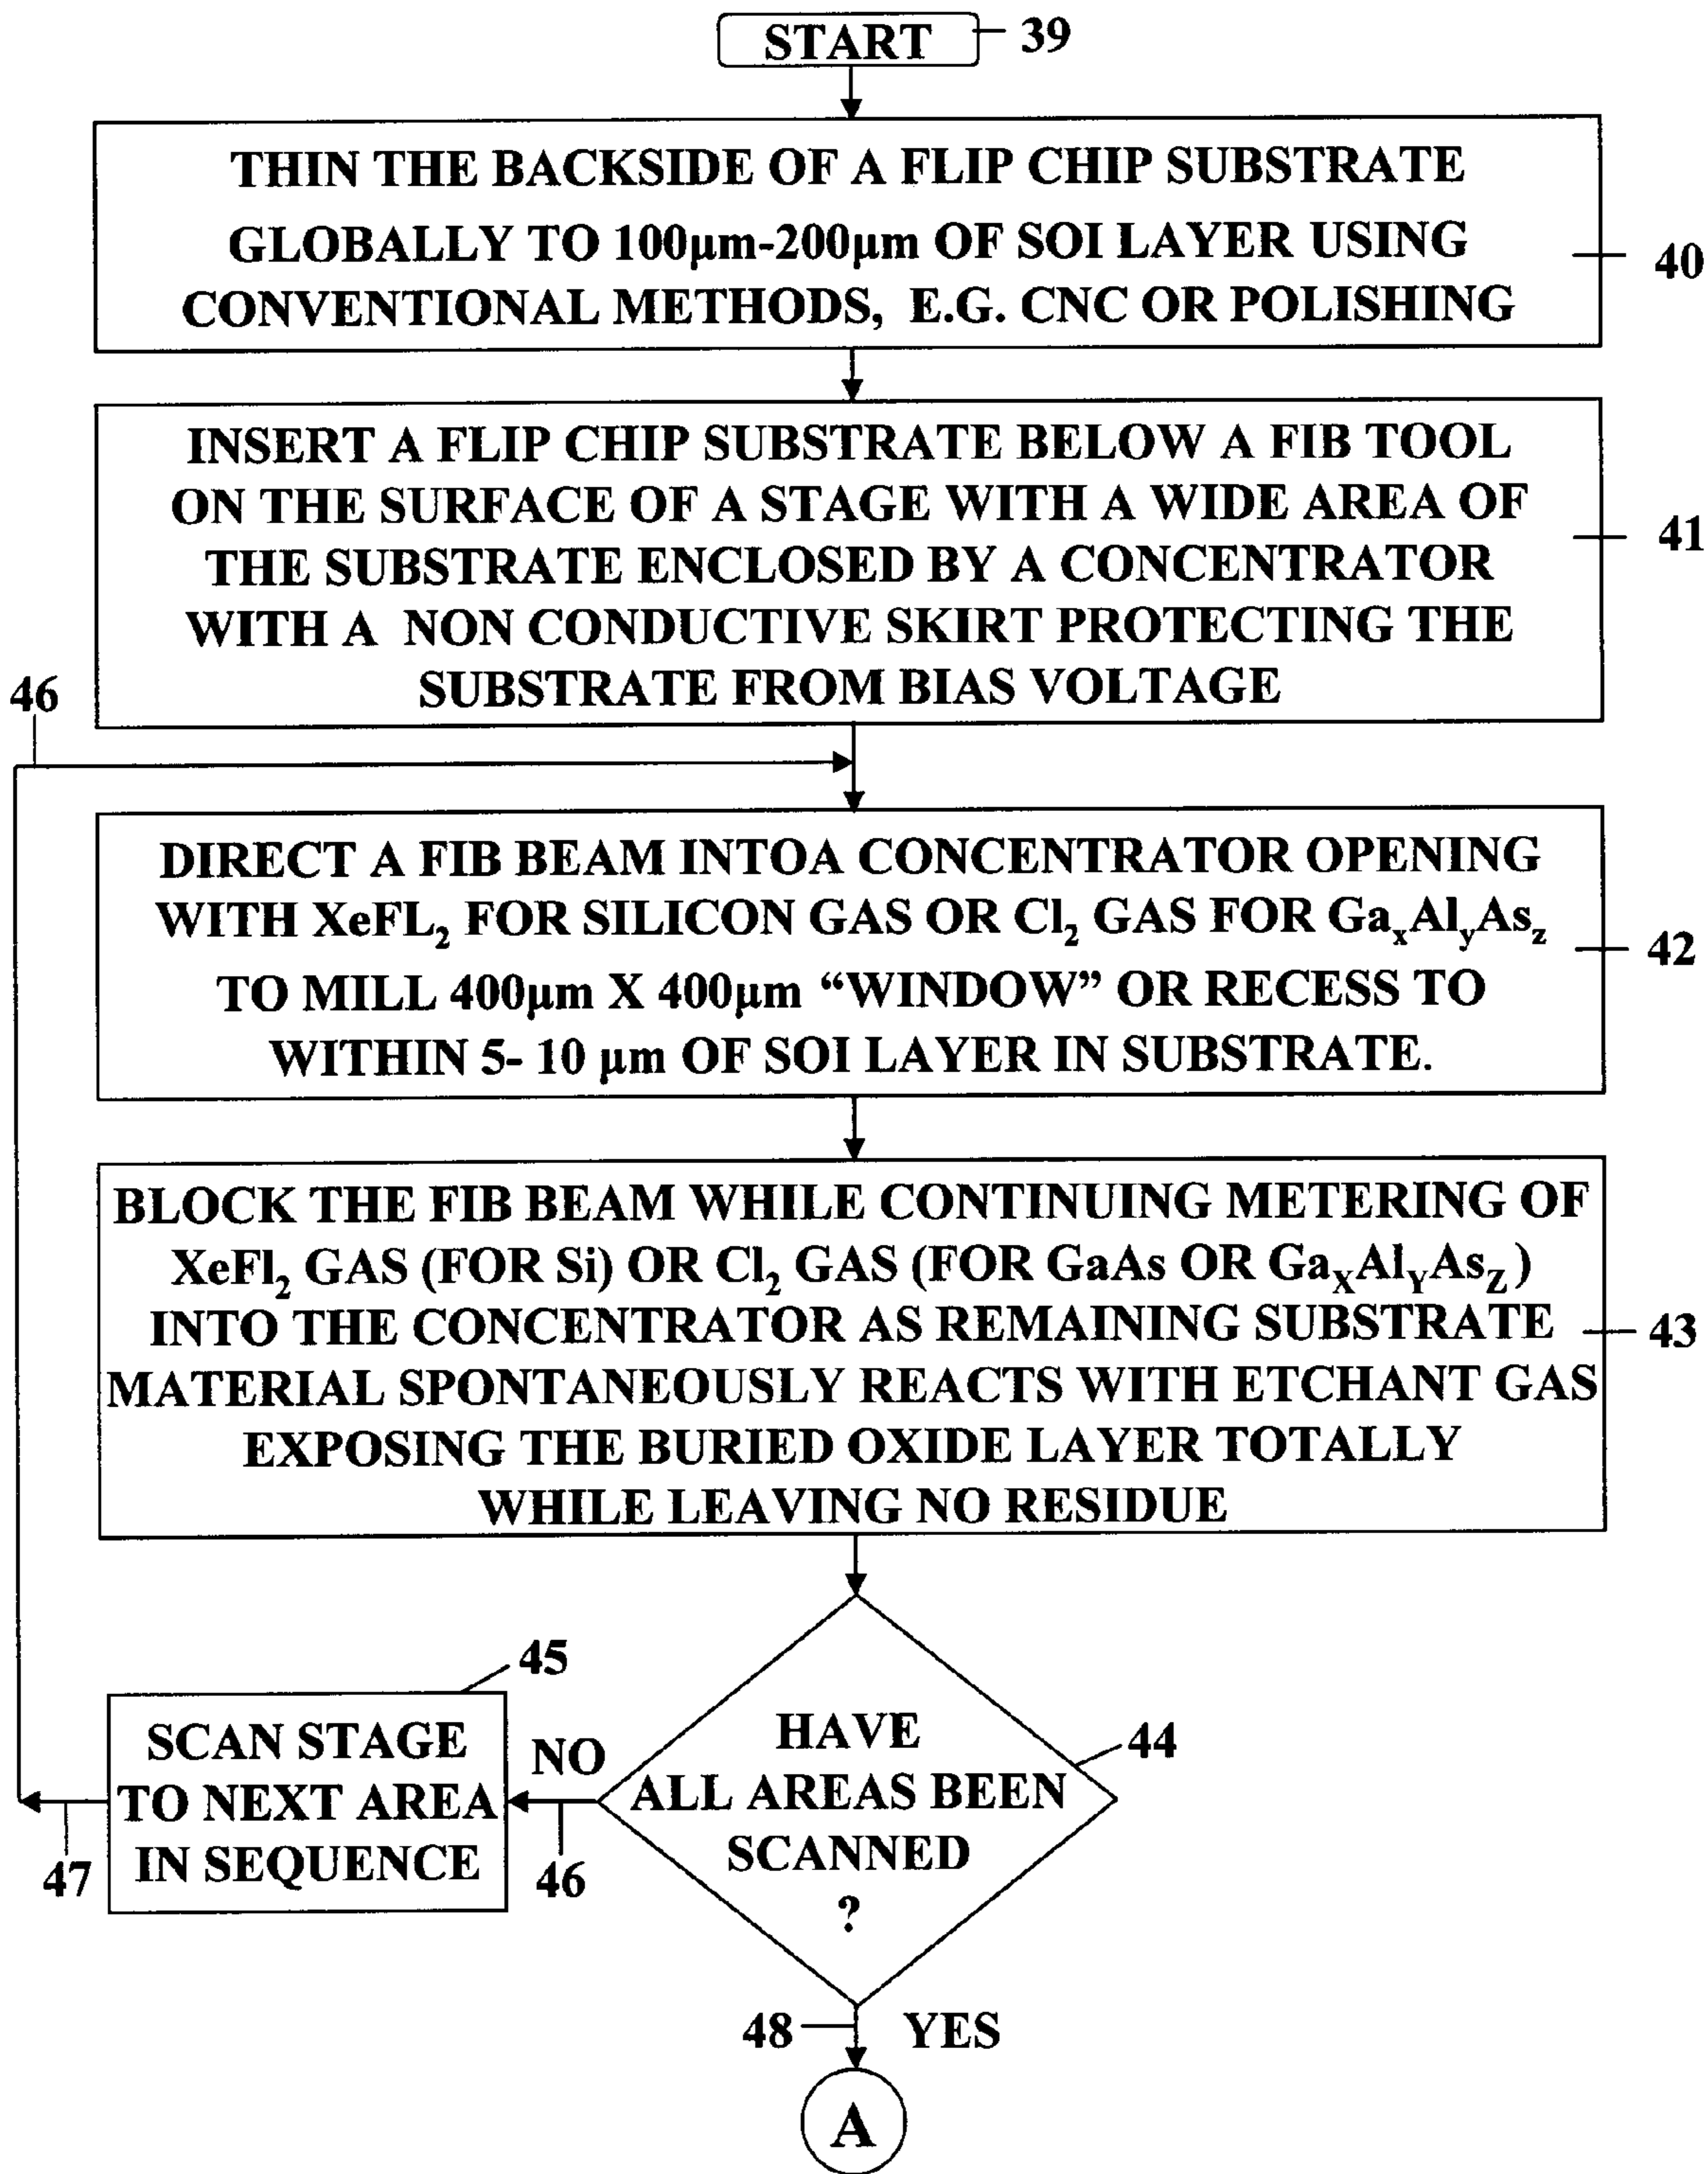 START
39
THIN THE BACKSIDE OF A FLIP CHIP SUBSTRATE
GLOBALLY TO 100µm-200µm OF SOI LAYER USING
CONVENTIONAL METHODS, E.G. CNC OR POLISHING
40
INSERT A FLIP CHIP SUBSTRATE BELOW A FIB TOOL
ON THE SURFACE OF A STAGE WITH A WIDE AREA OF
THE SUBSTRATE ENCLOSED BY A CONCENTRATOR
WITH A NON CONDUCTIVE SKIRT PROTECTING THE
SUBSTRATE FROM BIAS VOLTAGE
41
46
DIRECT A FIB BEAM INTOA CONCENTRATOR OPENING
WITH XeFL₂ FOR SILICON GAS OR Cl₂ GAS FOR GaₓAlyAsz
TO MILL 400µm X 400µm “WINDOW” OR RECESS TO
WITHIN 5- 10 µm OF SOI LAYER IN SUBSTRATE.
42
BLOCK THE FIB BEAM WHILE CONTINUING METERING OF
XeFl₂ GAS (FOR Si) OR Cl₂ GAS (FOR GaAs OR GaXAlYAsZ)
INTO THE CONCENTRATOR AS REMAINING SUBSTRATE
MATERIAL SPONTANEOUSLY REACTS WITH ETCHANT GAS
EXPOSING THE BURIED OXIDE LAYER TOTALLY
WHILE LEAVING NO RESIDUE
43
HAVE
ALL AREAS BEEN
SCANNED
?
44
NO
46
45
SCAN STAGE
TO NEXT AREA
IN SEQUENCE
47
48
YES
A